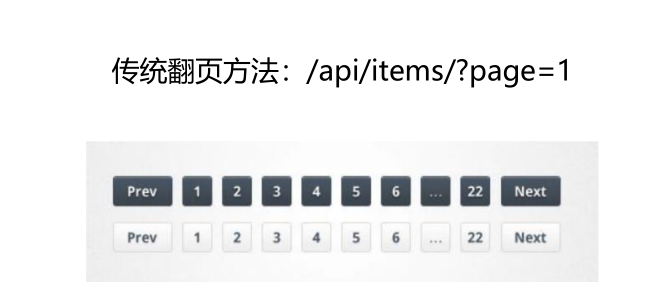 传统翻页方法：/api/items/?page=1
Prev 1 2 3 4 5 6 ... 22 Next
Prev 1 2 3 4 5 6 ... 22 Next